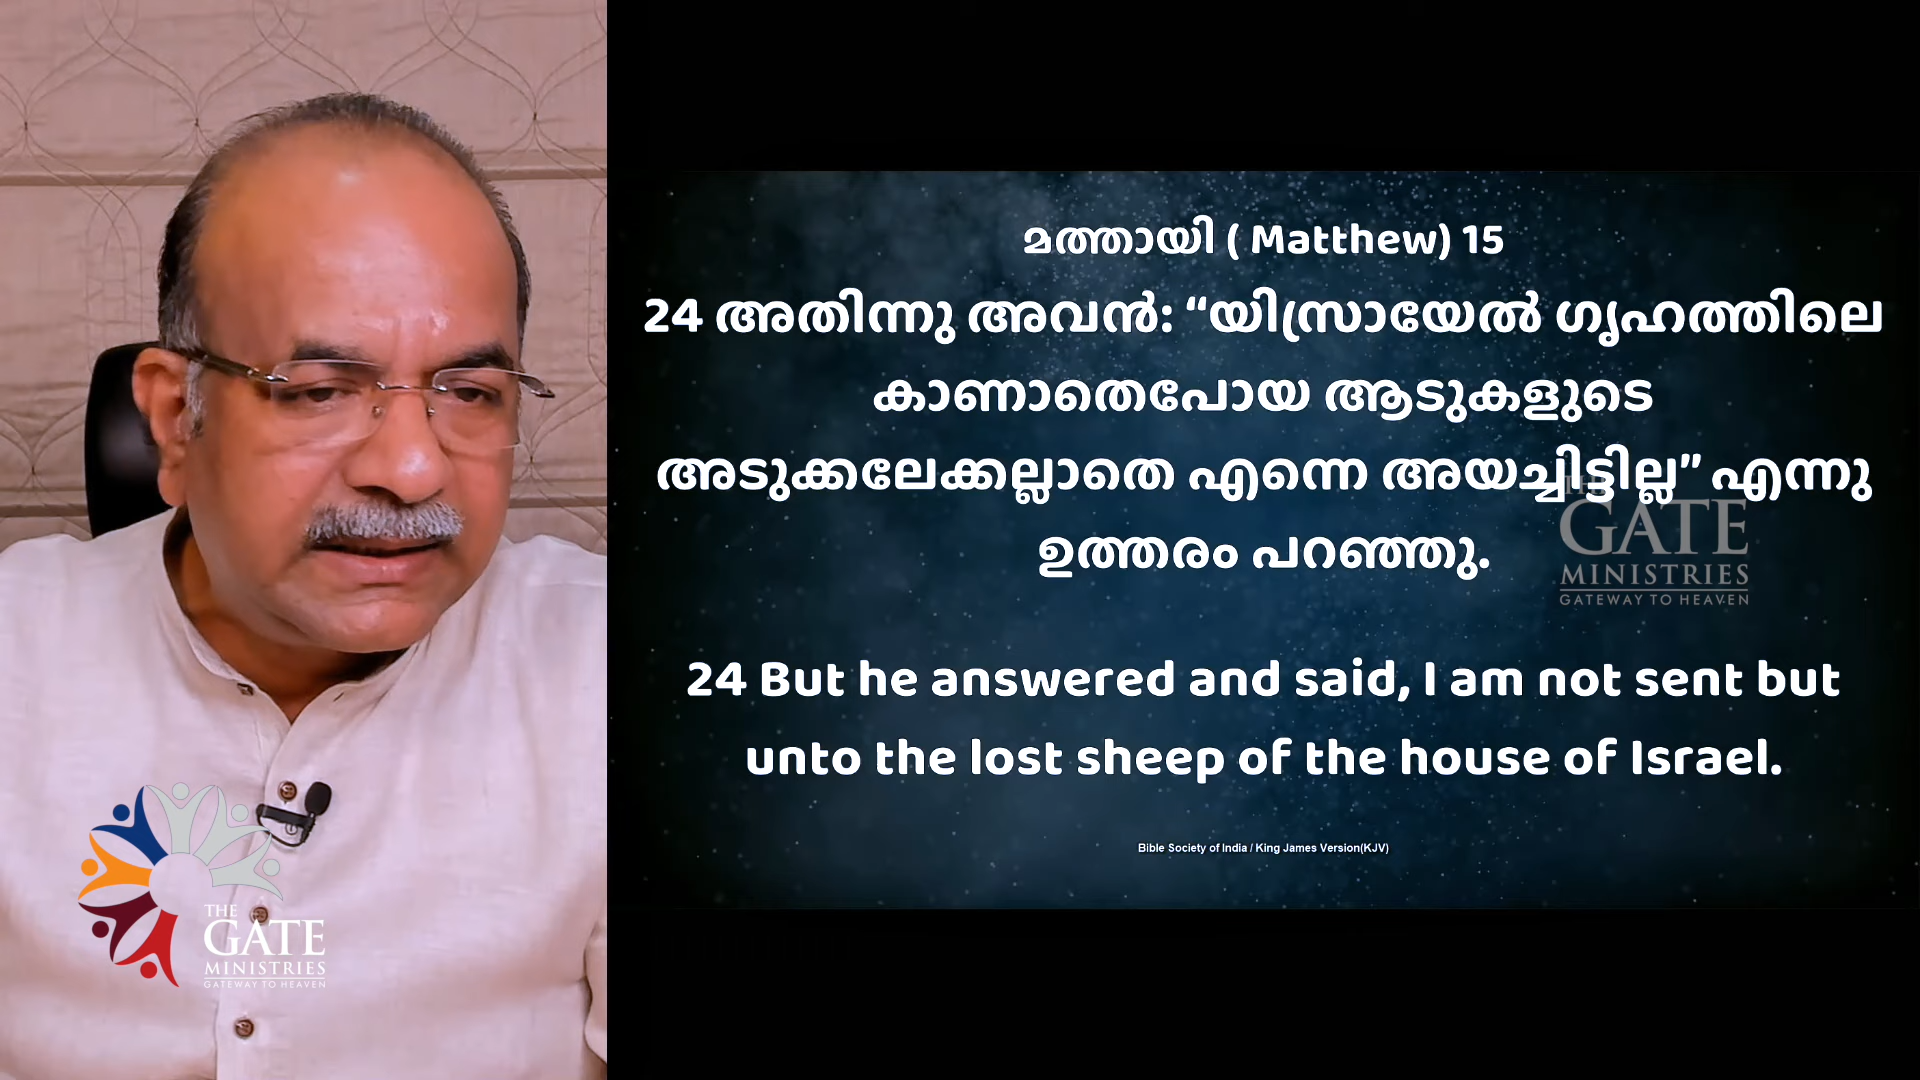 മത്തായി ( Matthew) 15
24 അതിന്നു അവൻ: “യിസ്രായേൽ ഗൃഹത്തിലെ
കാണാതെപോയ ആടുകളുടെ
അടുക്കലേക്കല്ലാതെ എന്നെ അയച്ചിട്ടില്ല” എന്നു
ഉത്തരം പറഞ്ഞു.
THE
GATE
MINISTRIES
GATEWAY TO HEAVEN
24 But he answered and said, I am not sent but
unto the lost sheep of the house of Israel.
Bible Society of India / King James Version(KJV)
THE
GATE
MINISTRIES
GATEWAY TO HEAVEN